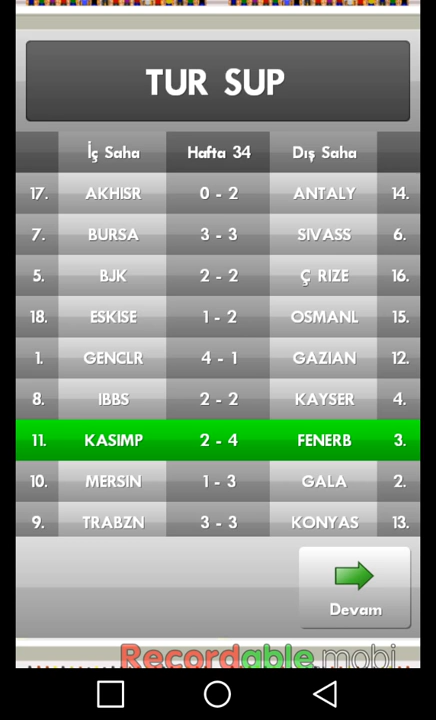 TUR SUP
İç Saha Hafta 34 Dış Saha
17. AKHISR 0 - 2 ANTALY 14.
7. BURSA 3 - 3 SIVASS 6.
5. BJK 2 - 2 Ç RIZE 16.
18. ESKISE 1 - 2 OSMANL 15.
1. GENCLR 4 - 1 GAZIAN 12.
8. IBBS 2 - 2 KAYSER 4.
11. KASIMP 2 - 4 FENERB 3.
10. MERSIN 1 - 3 GALA 2.
9. TRABZN 3 - 3 KONYAS 13.
Devam
Recordable.mobi